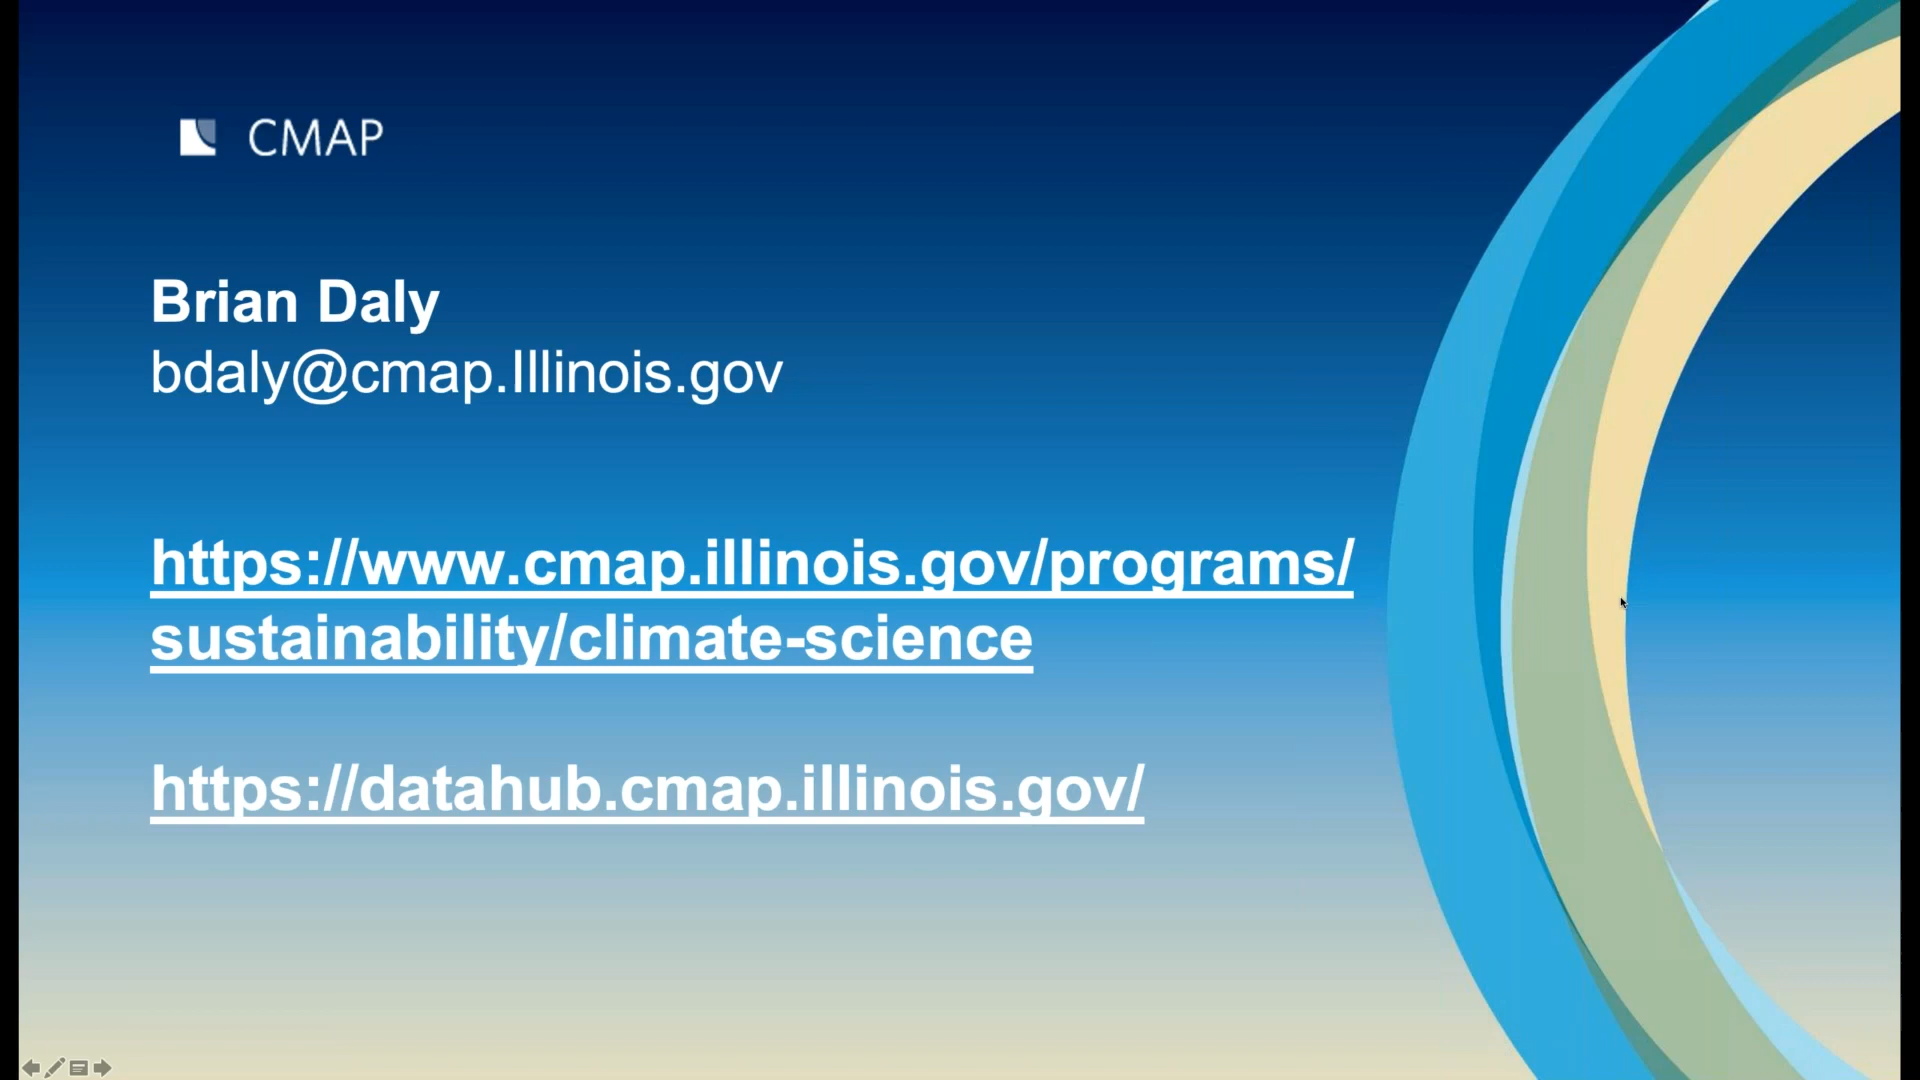 CMAP
Brian Daly
bdaly@cmap.Illinois.gov
https://www.cmap.illinois.gov/programs/
sustainability/climate-science
https://datahub.cmap.illinois.gov/